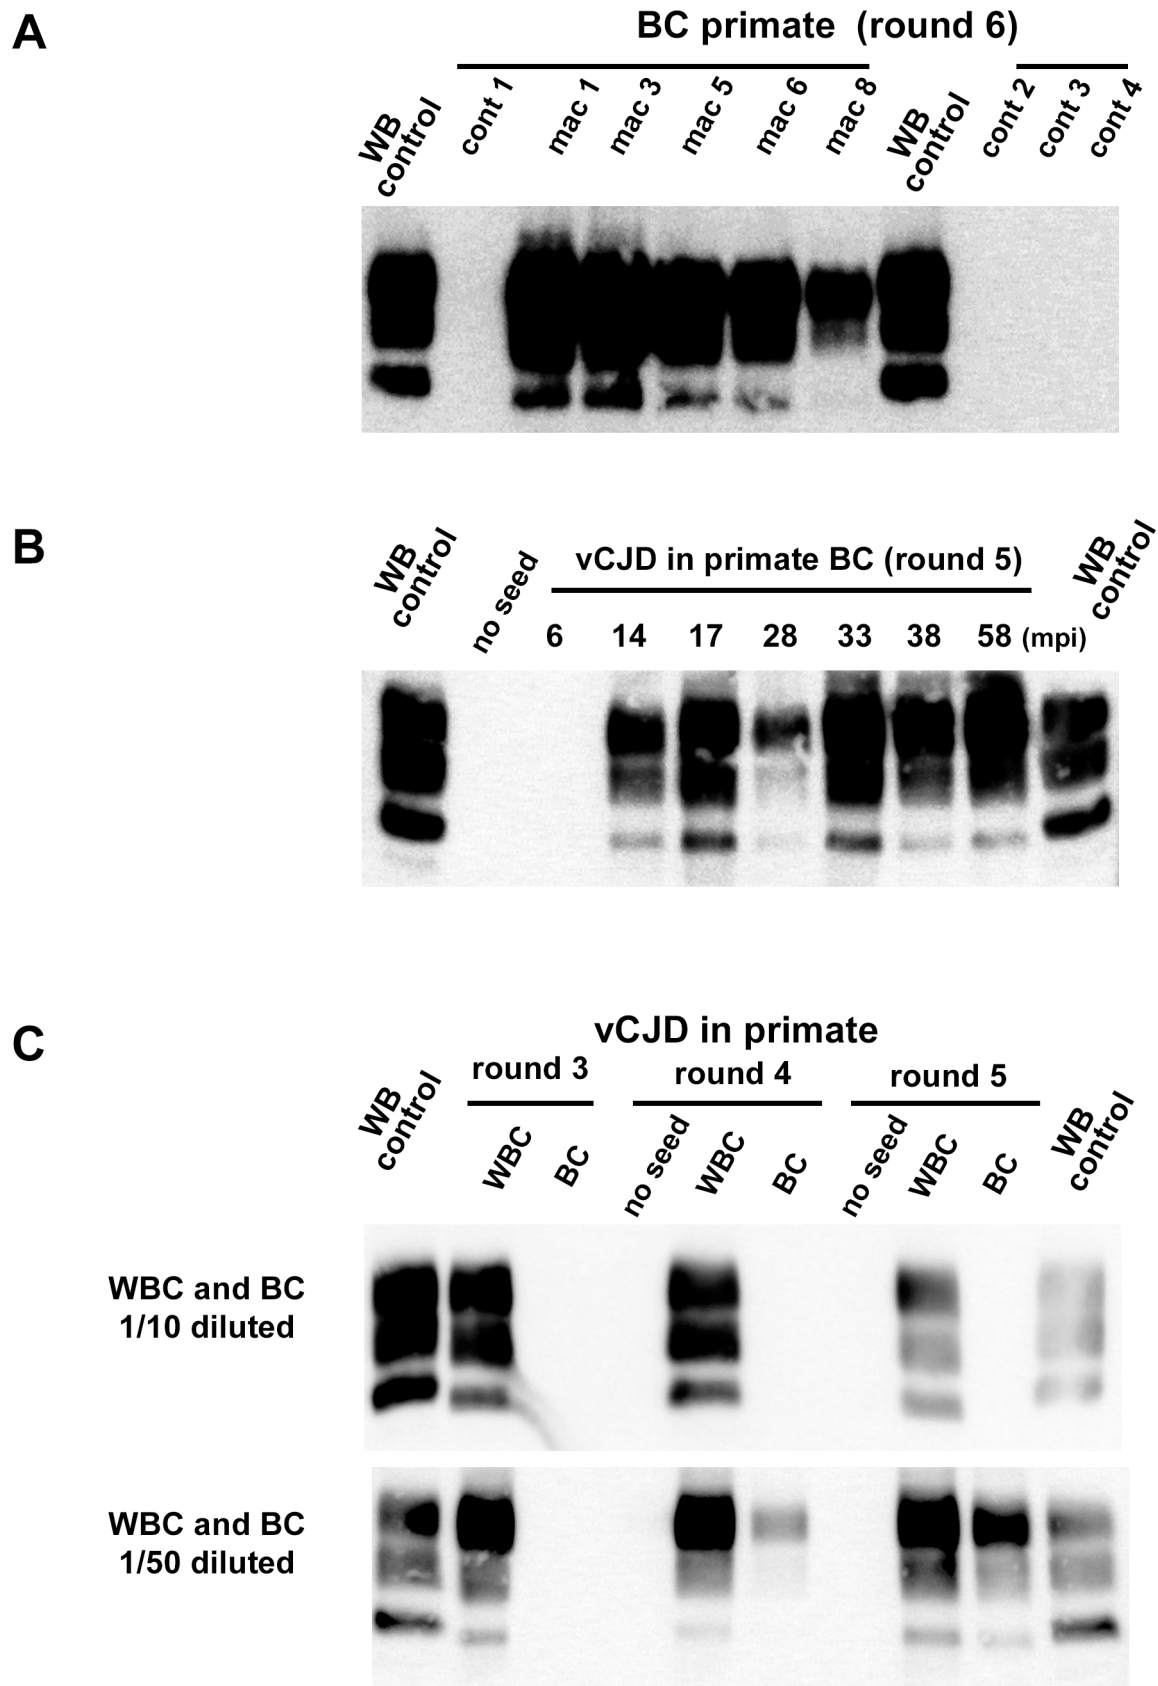 A
BC primate (round 6)
WB control
cont 1
mac 1
mac 3
mac 5
mac 6
mac 8
WB control
cont 2
cont 3
cont 4
B
WB control
no seed
vCJD in primate BC (round 5)
6 14 17 28 33 38 58 (mpi)
WB control
C
vCJD in primate
round 3 round 4 round 5
WB control
WBC
BC
no seed
WBC
BC
no seed
WBC
BC
WB control
WBC and BC
1/10 diluted
WBC and BC
1/50 diluted